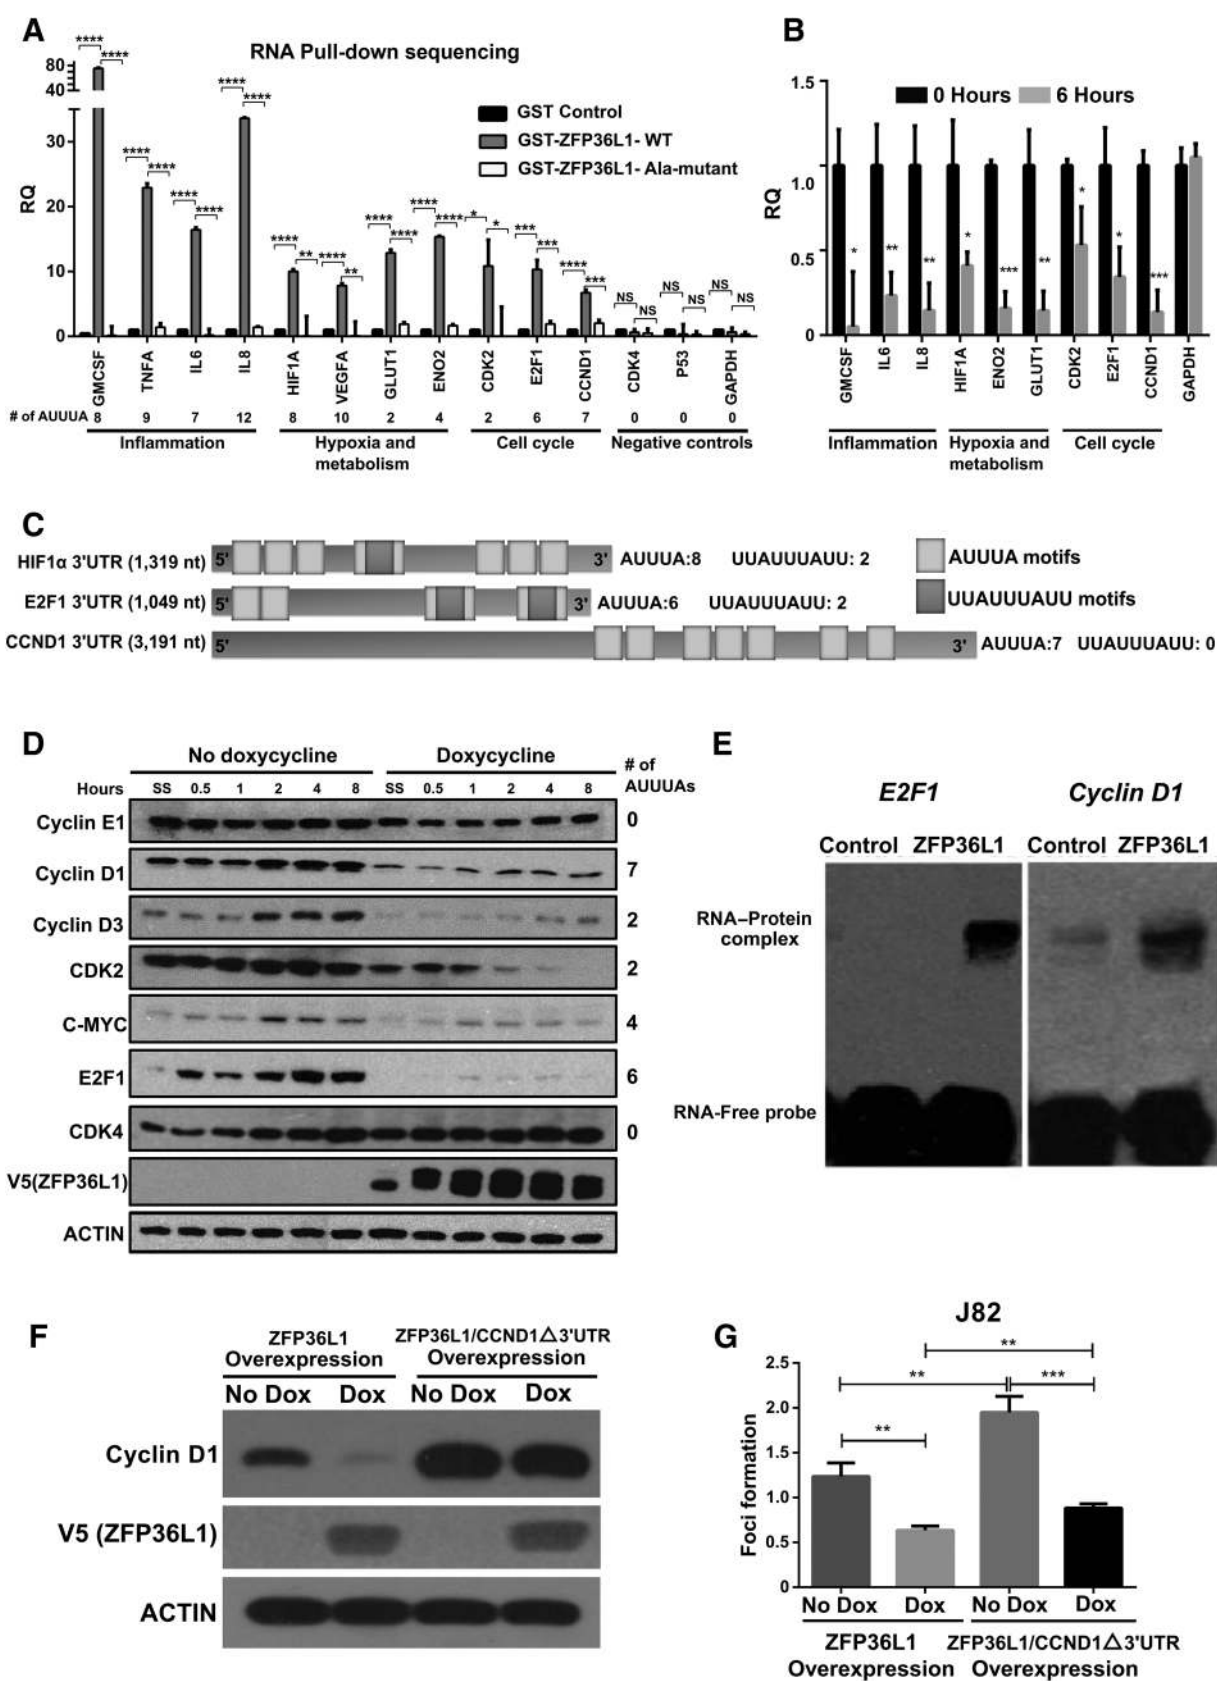 A
RNA Pull-down sequencing
GST Control
GST-ZFP36L1- WT
GST-ZFP36L1- Ala-mutant
RQ
80
40
30
20
10
0
**** **** **** **** **** **** **** **** **** ** **** ** **** **** **** **** * * *** *** **** *** NS NS NS NS NS NS
GMCSF TNFA IL6 IL8 HIF1A VEGFA GLUT1 ENO2 CDK2 E2F1 CCND1 CDK4 P53 GAPDH
# of AUUUA 8 9 7 12 8 10 2 4 2 6 7 0 0 0
Inflammation Hypoxia and metabolism Cell cycle Negative controls
B
0 Hours 6 Hours
RQ
1.5
1.0
0.5
0
* ** ** * *** ** * * ***
GMCSF IL6 IL8 HIF1A ENO2 GLUT1 CDK2 E2F1 CCND1 GAPDH
Inflammation Hypoxia and metabolism Cell cycle
C
HIF1α 3'UTR (1,319 nt) 5' 3' AUUUA:8 UUAUUUAUU: 2
E2F1 3'UTR (1,049 nt) 5' 3' AUUUA:6 UUAUUUAUU: 2
CCND1 3'UTR (3,191 nt) 5' 3' AUUUA:7 UUAUUUAUU: 0
AUUUA motifs
UUAUUUAUU motifs
D
No doxycycline Doxycycline
# of AUUUAs
Hours SS 0.5 1 2 4 8 SS 0.5 1 2 4 8
Cyclin E1 0
Cyclin D1 7
Cyclin D3 2
CDK2 2
C-MYC 4
E2F1 6
CDK4 0
V5(ZFP36L1)
ACTIN
E
E2F1 Cyclin D1
Control ZFP36L1 Control ZFP36L1
RNA–Protein
complex
RNA-Free probe
F
ZFP36L1 Overexpression ZFP36L1/CCND1△3'UTR Overexpression
No Dox Dox No Dox Dox
Cyclin D1
V5 (ZFP36L1)
ACTIN
G
J82
Foci formation
2.5
2.0
1.5
1.0
0.5
0
**
** ***
**
No Dox Dox No Dox Dox
ZFP36L1 Overexpression ZFP36L1/CCND1△3'UTR Overexpression